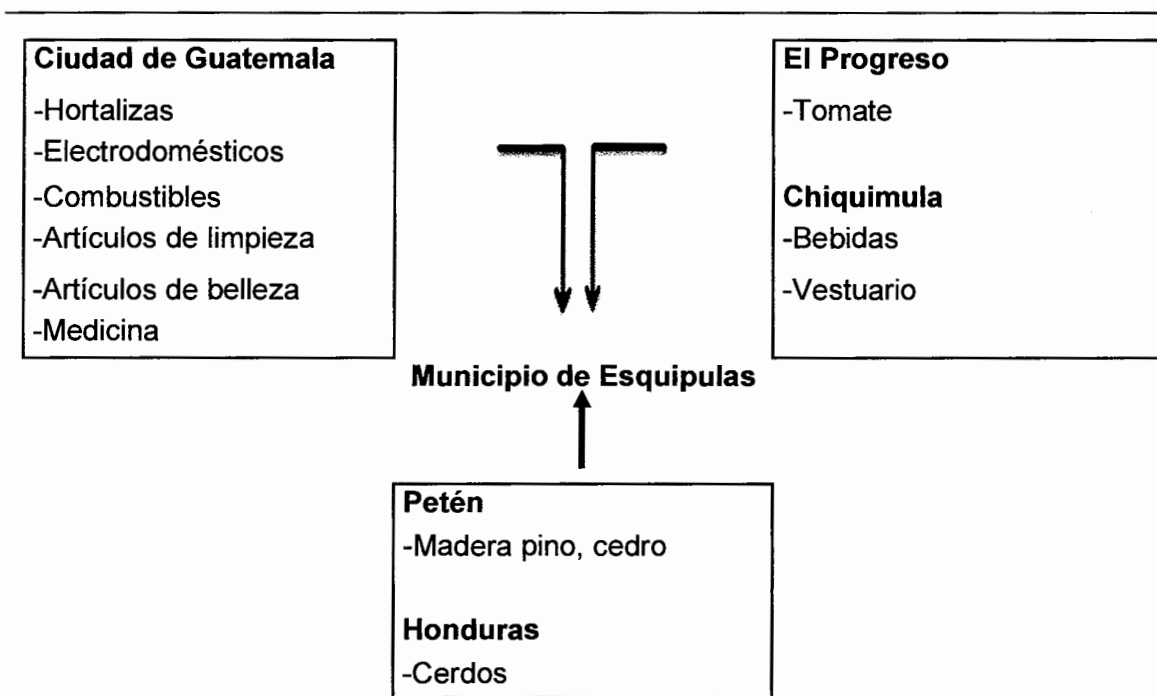 Ciudad de Guatemala
-Hortalizas
-Electrodomésticos
-Combustibles
-Artículos de limpieza
-Artículos de belleza
-Medicina
El Progreso
-Tomate
Chiquimula
-Bebidas
-Vestuario
Municipio de Esquipulas
Petén
-Madera pino, cedro
Honduras
-Cerdos